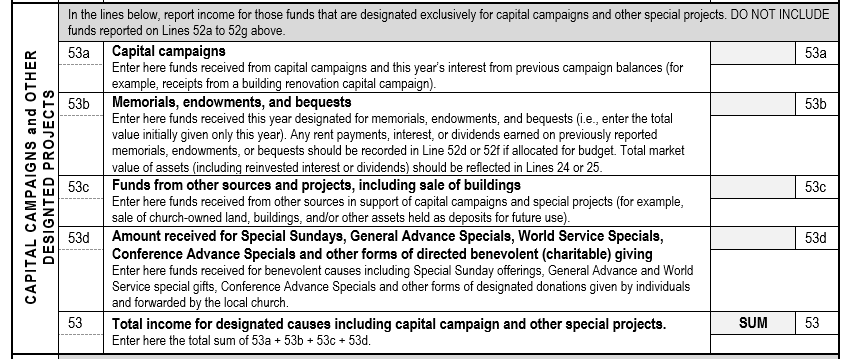 In the lines below, report income for those funds that are designated exclusively for capital campaigns and other special projects. DO NOT INCLUDE
funds reported on Lines 52a to 52g above.
CAPITAL CAMPAIGNS and OTHER
DESIGNTED PROJECTS
53a Capital campaigns 53a
Enter here funds received from capital campaigns and this year's interest from previous campaign balances (for
example, receipts from a building renovation capital campaign).
53b Memorials, endowments, and bequests 53b
Enter here funds received this year designated for memorials, endowments, and bequests (i.e., enter the total
value initially given only this year). Any rent payments, interest, or dividends earned on previously reported
memorials, endowments, or bequests should be recorded in Line 52d or 52f if allocated for budget. Total market
value of assets (including reinvested interest or dividends) should be reflected in Lines 24 or 25.
53c Funds from other sources and projects, including sale of buildings 53c
Enter here funds received from other sources in support of capital campaigns and special projects (for example,
sale of church-owned land, buildings, and/or other assets held as deposits for future use).
53d Amount received for Special Sundays, General Advance Specials, World Service Specials, 53d
Conference Advance Specials and other forms of directed benevolent (charitable) giving
Enter here funds received for benevolent causes including Special Sunday offerings, General Advance and World
Service special gifts, Conference Advance Specials and other forms of designated donations given by individuals
and forwarded by the local church.
53 Total income for designated causes including capital campaign and other special projects. SUM 53
Enter here the total sum of 53a + 53b + 53c + 53d.